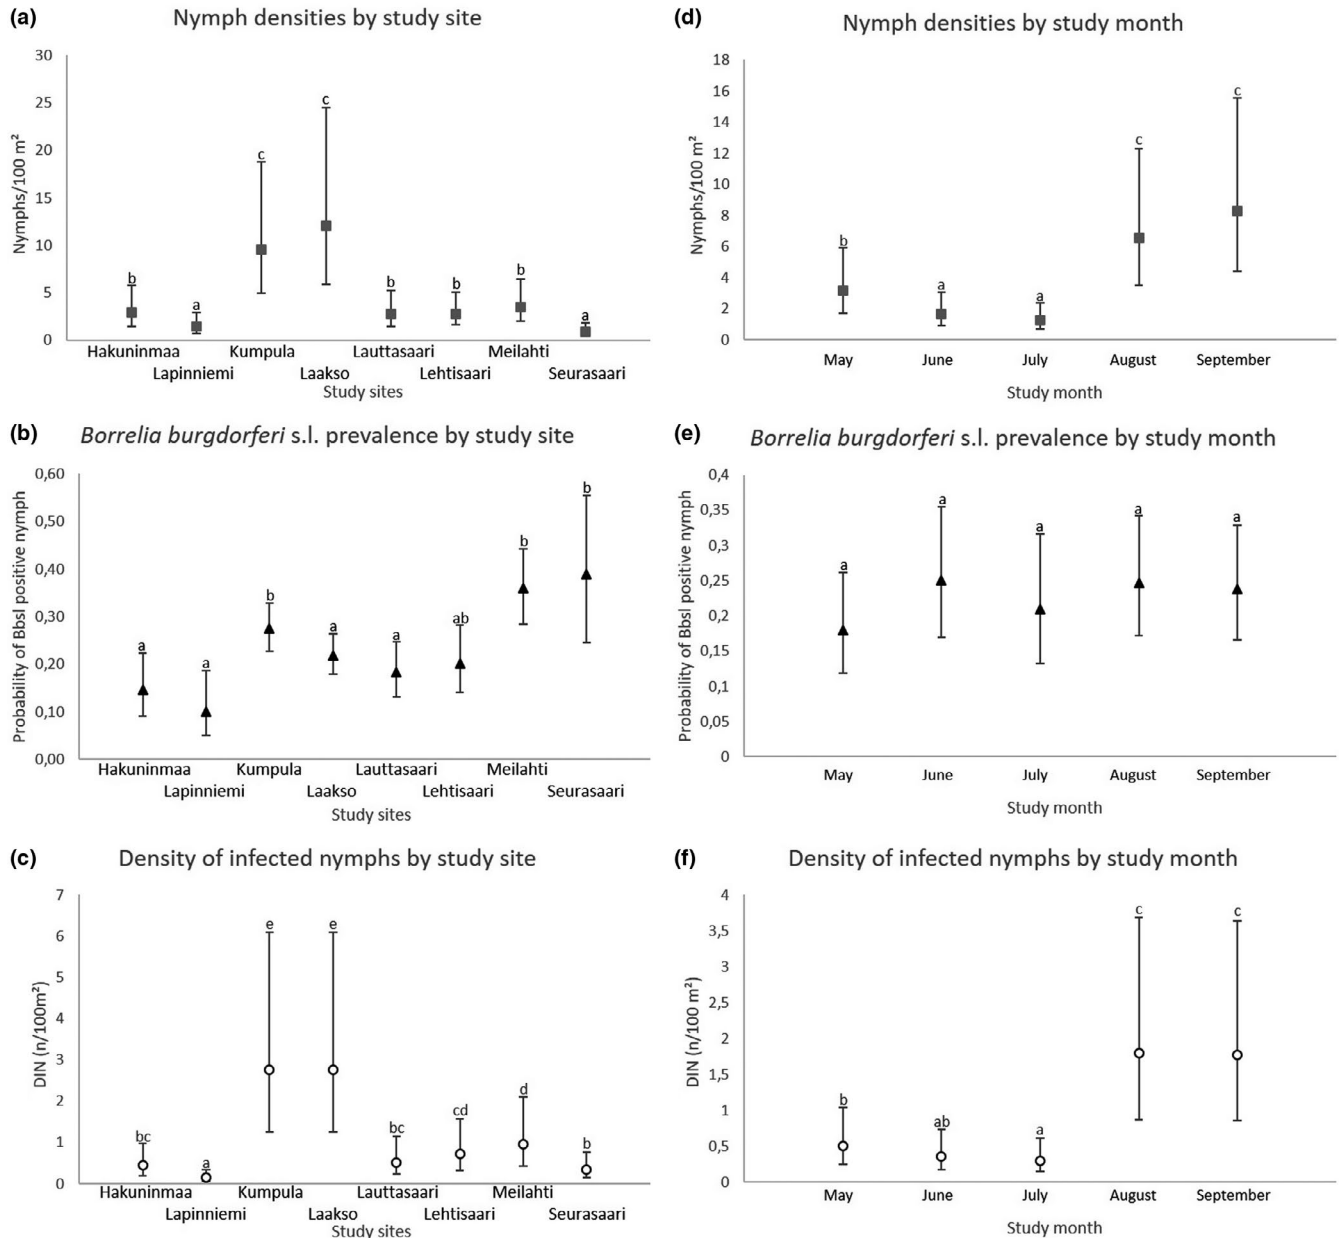 (a) Nymph densities by study site
Nymphs/100 m²
30
25
20
15
10
5
0
b
a
c
c
b
b
b
a
Hakuninmaa
Lapinniemi
Kumpula
Laakso
Lauttasaari
Lehtisaari
Meilahti
Seurasaari
Study sites
(d) Nymph densities by study month
Nymphs/100 m²
18
16
14
12
10
8
6
4
2
0
b
a
a
c
c
May
June
July
August
September
Study month
(b) Borrelia burgdorferi s.l. prevalence by study site
Probability of Bbsl positive nymph
0,60
0,50
0,40
0,30
0,20
0,10
0,00
a
a
b
a
a
ab
b
b
Hakuninmaa
Lapinniemi
Kumpula
Laakso
Lauttasaari
Lehtisaari
Meilahti
Seurasaari
Study sites
(e) Borrelia burgdorferi s.l. prevalence by study month
Probability of Bbsl positive nymph
0,4
0,35
0,3
0,25
0,2
0,15
0,1
0,05
0
a
a
a
a
a
May
June
July
August
September
Study month
(c) Density of infected nymphs by study site
DIN (n/100m²)
7
6
5
4
3
2
1
0
bc
a
e
e
bc
cd
d
b
Hakuninmaa
Lapinniemi
Kumpula
Laakso
Lauttasaari
Lehtisaari
Meilahti
Seurasaari
Study sites
(f) Density of infected nymphs by study month
DIN (n/100 m²)
4
3,5
3
2,5
2
1,5
1
0,5
0
b
ab
a
c
c
May
June
July
August
September
Study month